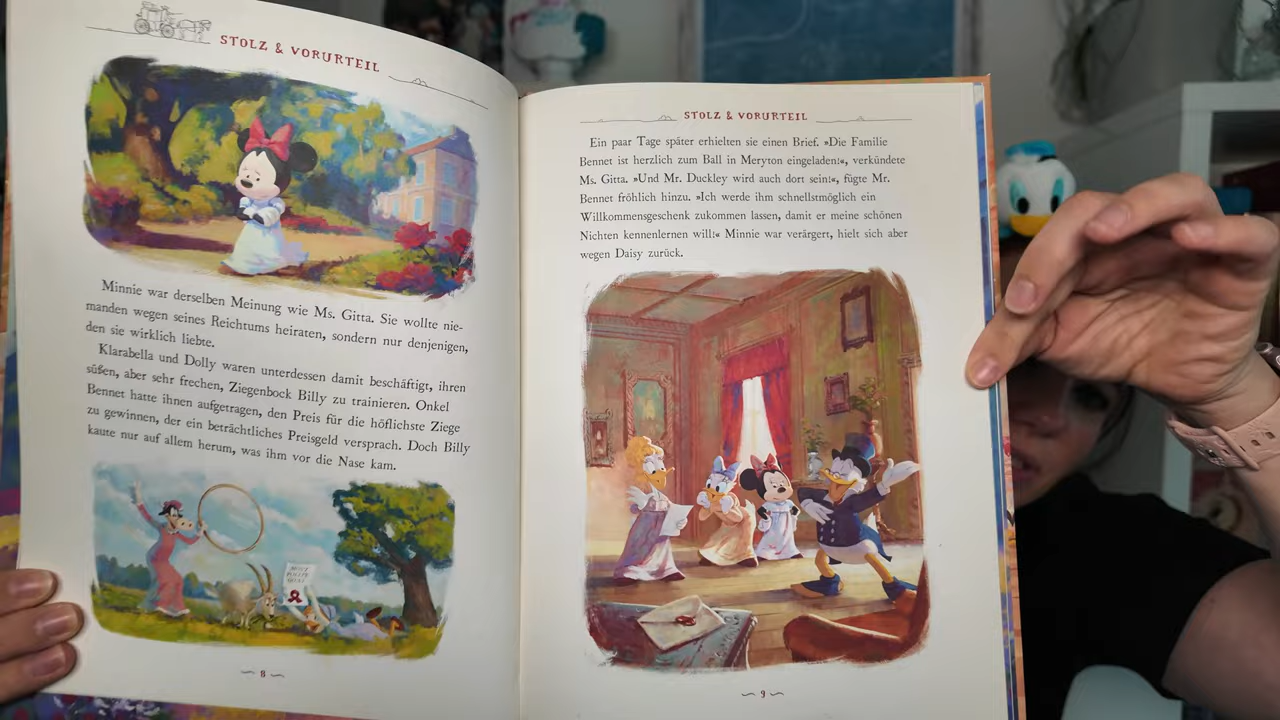 STOLZ & VORURTEIL
Minnie war derselben Meinung wie Ms. Gitta. Sie wollte nie-
manden wegen seines Reichtums heiraten, sondern nur denjenigen,
den sie wirklich liebte.
Klarabella und Dolly waren unterdessen damit beschäftigt, ihren
süßen, aber sehr frechen, Ziegenbock Billy zu trainieren. Onkel
Bennet hatte ihnen aufgetragen, den Preis für die höflichste Ziege
zu gewinnen, der ein beträchtliches Preisgeld versprach. Doch Billy
kaute nur auf allem herum, was ihm vor die Nase kam.
MOST
POLITE
GOAT
8
STOLZ & VORURTEIL
Ein paar Tage später erhielten sie einen Brief. »Die Familie
Bennet ist herzlich zum Ball in Meryton eingeladen!«, verkündete
Ms. Gitta. »Und Mr. Duckley wird auch dort sein!«, fügte Mr.
Bennet fröhlich hinzu. »Ich werde ihm schnellstmöglich ein
Willkommensgeschenk zukommen lassen, damit er meine schönen
Nichten kennenlernen will!« Minnie war verärgert, hielt sich aber
wegen Daisy zurück.
9